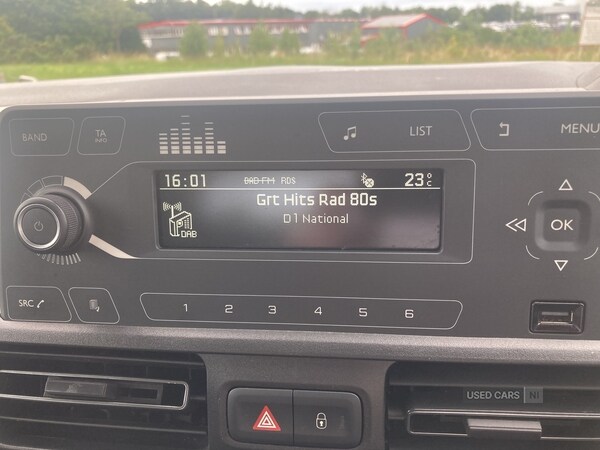 BAND
TA
INFO
LIST
MENU
16:01
DAB-FM RDS
23°C
Grt Hits Rad 80s
D1 National
DAB
OK
SRC
1 2 3 4 5 6
USED CARS NI